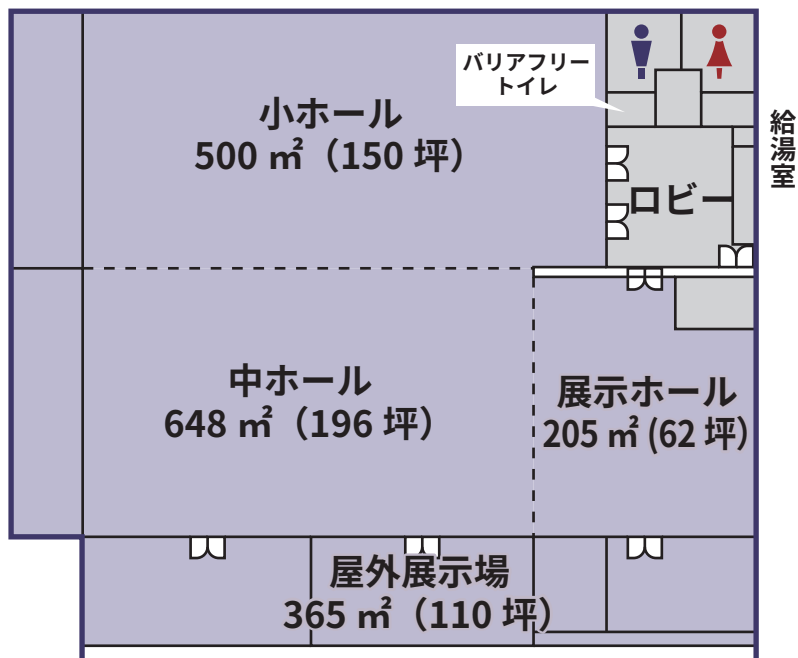 バリアフリー
トイレ
小ホール
500 ㎡（150 坪）
給湯室
ロビー
中ホール
648 ㎡（196 坪）
展示ホール
205 ㎡ (62 坪)
屋外展示場
365 ㎡（110 坪）